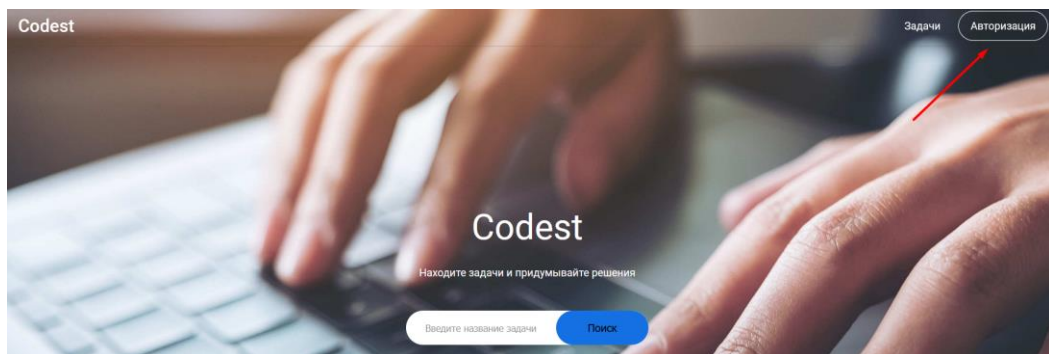 Codest
Задачи
Авторизация
Codest
Находите задачи и придумывайте решения
Введите название задачи
Поиск